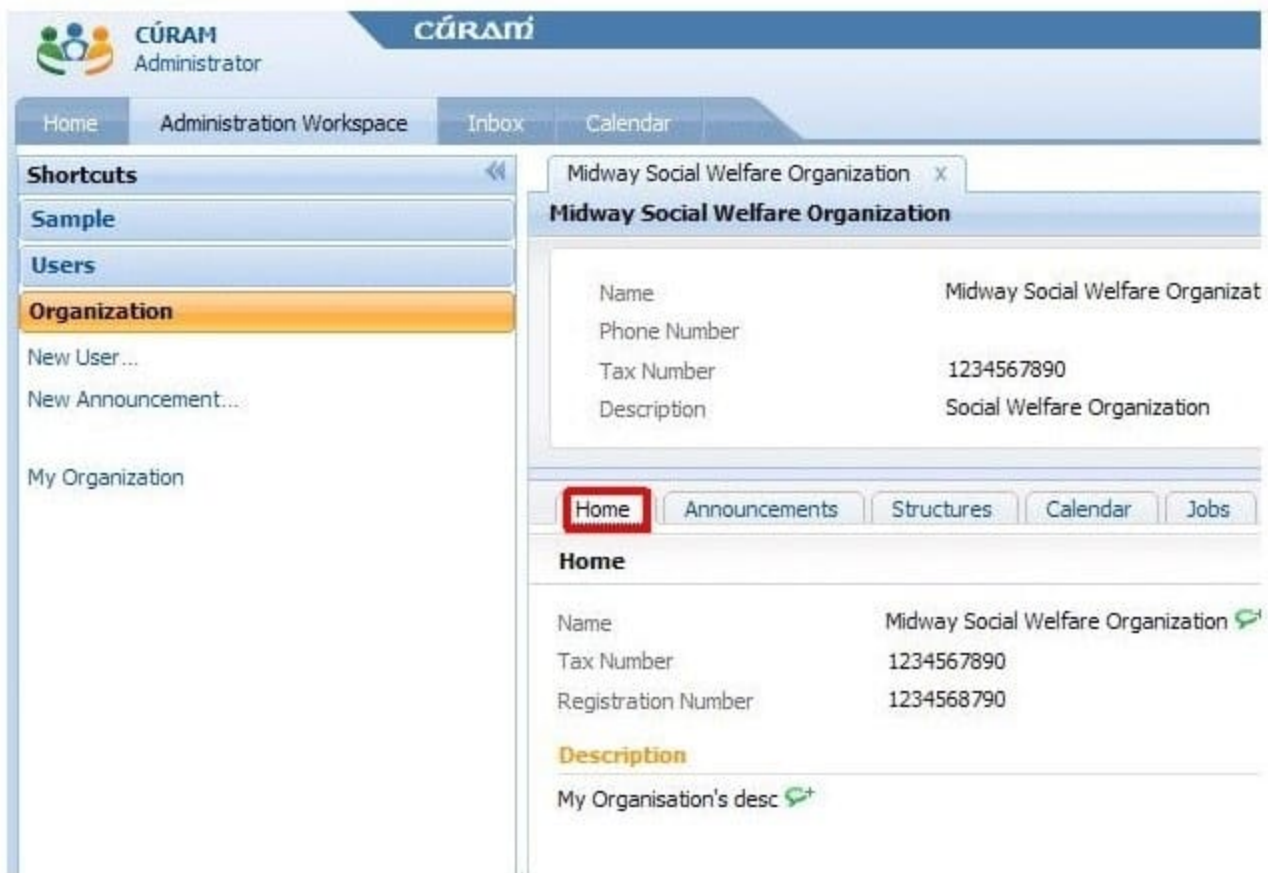 CÚRAM
Administrator
CÚRAM
Home Administration Workspace Inbox Calendar
Shortcuts
Sample
Users
Organization
New User...
New Announcement...
My Organization
Midway Social Welfare Organization x
Midway Social Welfare Organization
Name Midway Social Welfare Organizat
Phone Number
Tax Number 1234567890
Description Social Welfare Organization
Home Announcements Structures Calendar Jobs
Home
Name Midway Social Welfare Organization
Tax Number 1234567890
Registration Number 1234568790
Description
My Organisation's desc